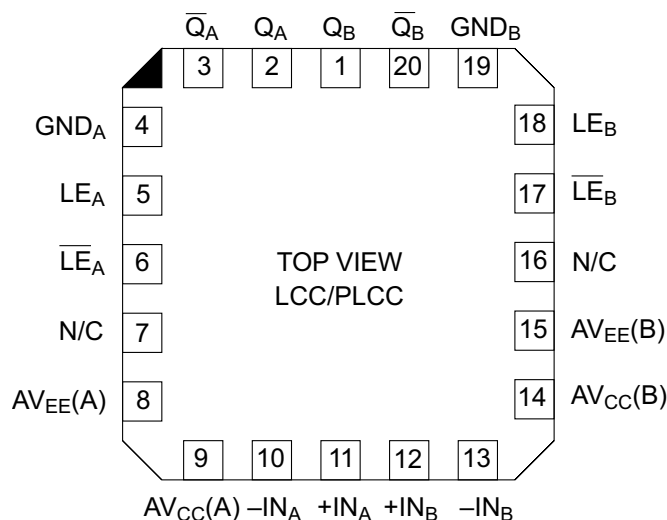 Q̅A QA QB Q̅B GNDB
3 2 1 20 19
GNDA 4 18 LEB
LEA 5 17 L̅E̅B
L̅E̅A 6 16 N/C
TOP VIEW
LCC/PLCC
N/C 7 15 AVEE(B)
AVEE(A) 8 14 AVCC(B)
9 10 11 12 13
AVCC(A) –INA +INA +INB –INB